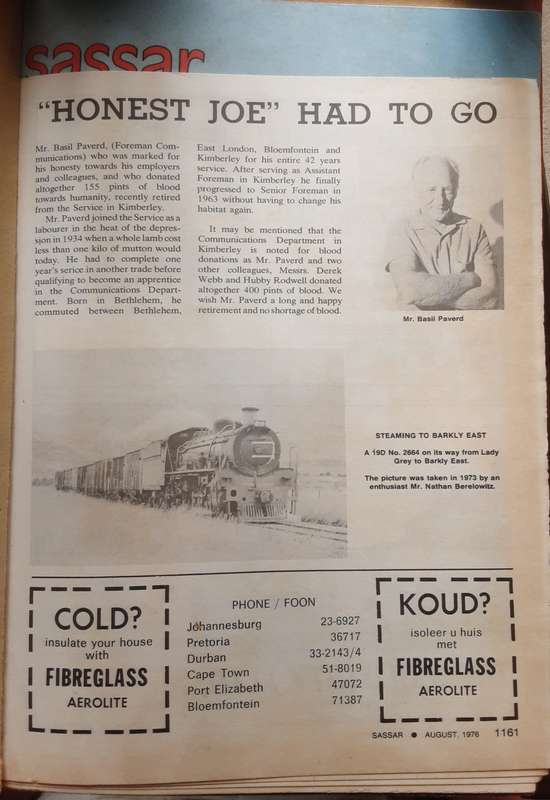 sassar
"HONEST JOE" HAD TO GO
Mr. Basil Paverd, (Foreman Com-
munications) who was marked for
his honesty towards his employers
and colleagues, and who donated
altogether 155 pints of blood
towards humanity, recently retired
from the Service in Kimberley.
Mr. Paverd joined the Service as a
labourer in the heat of the depres-
sion in 1934 when a whole lamb cost
less than one kilo of mutton would
today. He had to complete one
year's serice in another trade before
qualifying to become an apprentice
in the Communications Depart-
ment. Born in Bethlehem, he
commuted between Bethlehem,
East London, Bloemfontein and
Kimberley for his entire 42 years
service. After serving as Assistant
Foreman in Kimberley he finally
progressed to Senior Foreman in
1963 without having to change his
habitat again.
It may be mentioned that the
Communications Department in
Kimberley is noted for blood
donations as Mr. Paverd and two
other colleagues, Messrs. Derek
Webb and Hubby Rodwell donated
altogether 400 pints of blood. We
wish Mr. Paverd a long and happy
retirement and no shortage of blood.
Mr. Basil Paverd
STEAMING TO BARKLY EAST
A 19D No. 2664 on its way from Lady
Grey to Barkly East.
The picture was taken in 1973 by an
enthusiast Mr. Nathan Berelowitz.
COLD?
insulate your house
with
FIBREGLASS
AEROLITE
PHONE / FOON
Johannesburg 23-6927
Pretoria 36717
Durban 33-2143/4
Cape Town 51-8019
Port Elizabeth 47072
Bloemfontein 71387
KOUD?
isoleer u huis
met
FIBREGLASS
AEROLITE
SASSAR ● AUGUST, 1976 1161